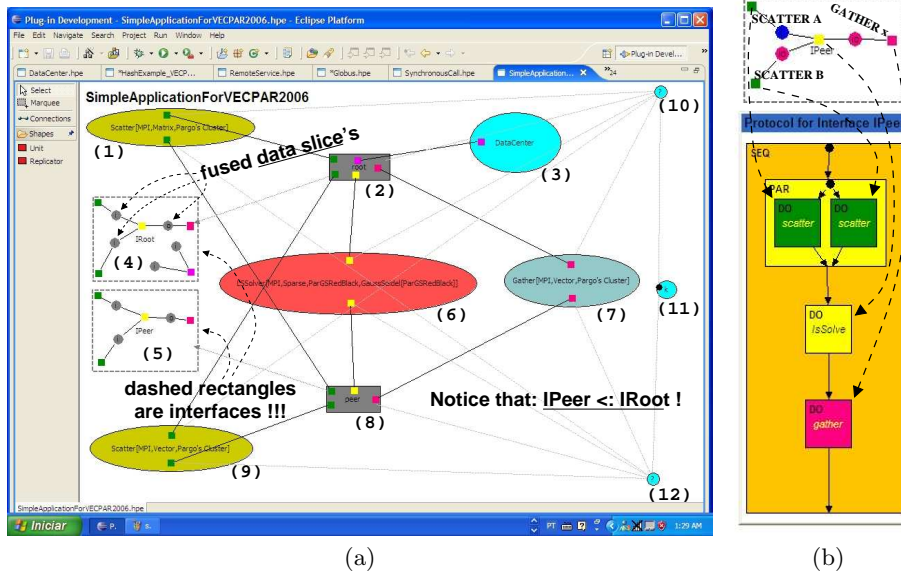 Plug-in Development - SimpleApplicationForVECPAR2006.hpe - Eclipse Platform
File Edit Navigate Search Project Run Window Help
Plug-in Devel...
DataCenter.hpe
*HashExample_VECP...
RemoteService.hpe
*Globus.hpe
SynchronousCall.hpe
SimpleApplication...
24
Select
Marquee
Connections
Shapes
Unit
Replicator
SimpleApplicationForVECPAR2006
Scatter[MPI,Matrix,Pargo's Cluster]
(1)
fused data slice's
root
(2)
DataCenter
(3)
(10)
IRoot
(4)
IPeer
(5)
LSSolver[MPI,Sparse,ParGSRedBlack,GaussSeidel[ParGSRedBlack]]
(6)
Gather[MPI,Vector,Pargo's Cluster]
(7)
(11)
dashed rectangles
are interfaces !!!
peer
(8)
Notice that: IPeer <: IRoot !
Scatter[MPI,Vector,Pargo's Cluster]
(9)
(12)
SimpleApplicationForVECPAR2006.hpe
Iniciar
P.
s.
PT
1:29 AM
(a)
SCATTER A
GATHER x
IPeer
SCATTER B
Protocol for Interface IPee
SEQ
PAR
DO
scatter
DO
scatter
DO
lsSolve
DO
gather
(b)